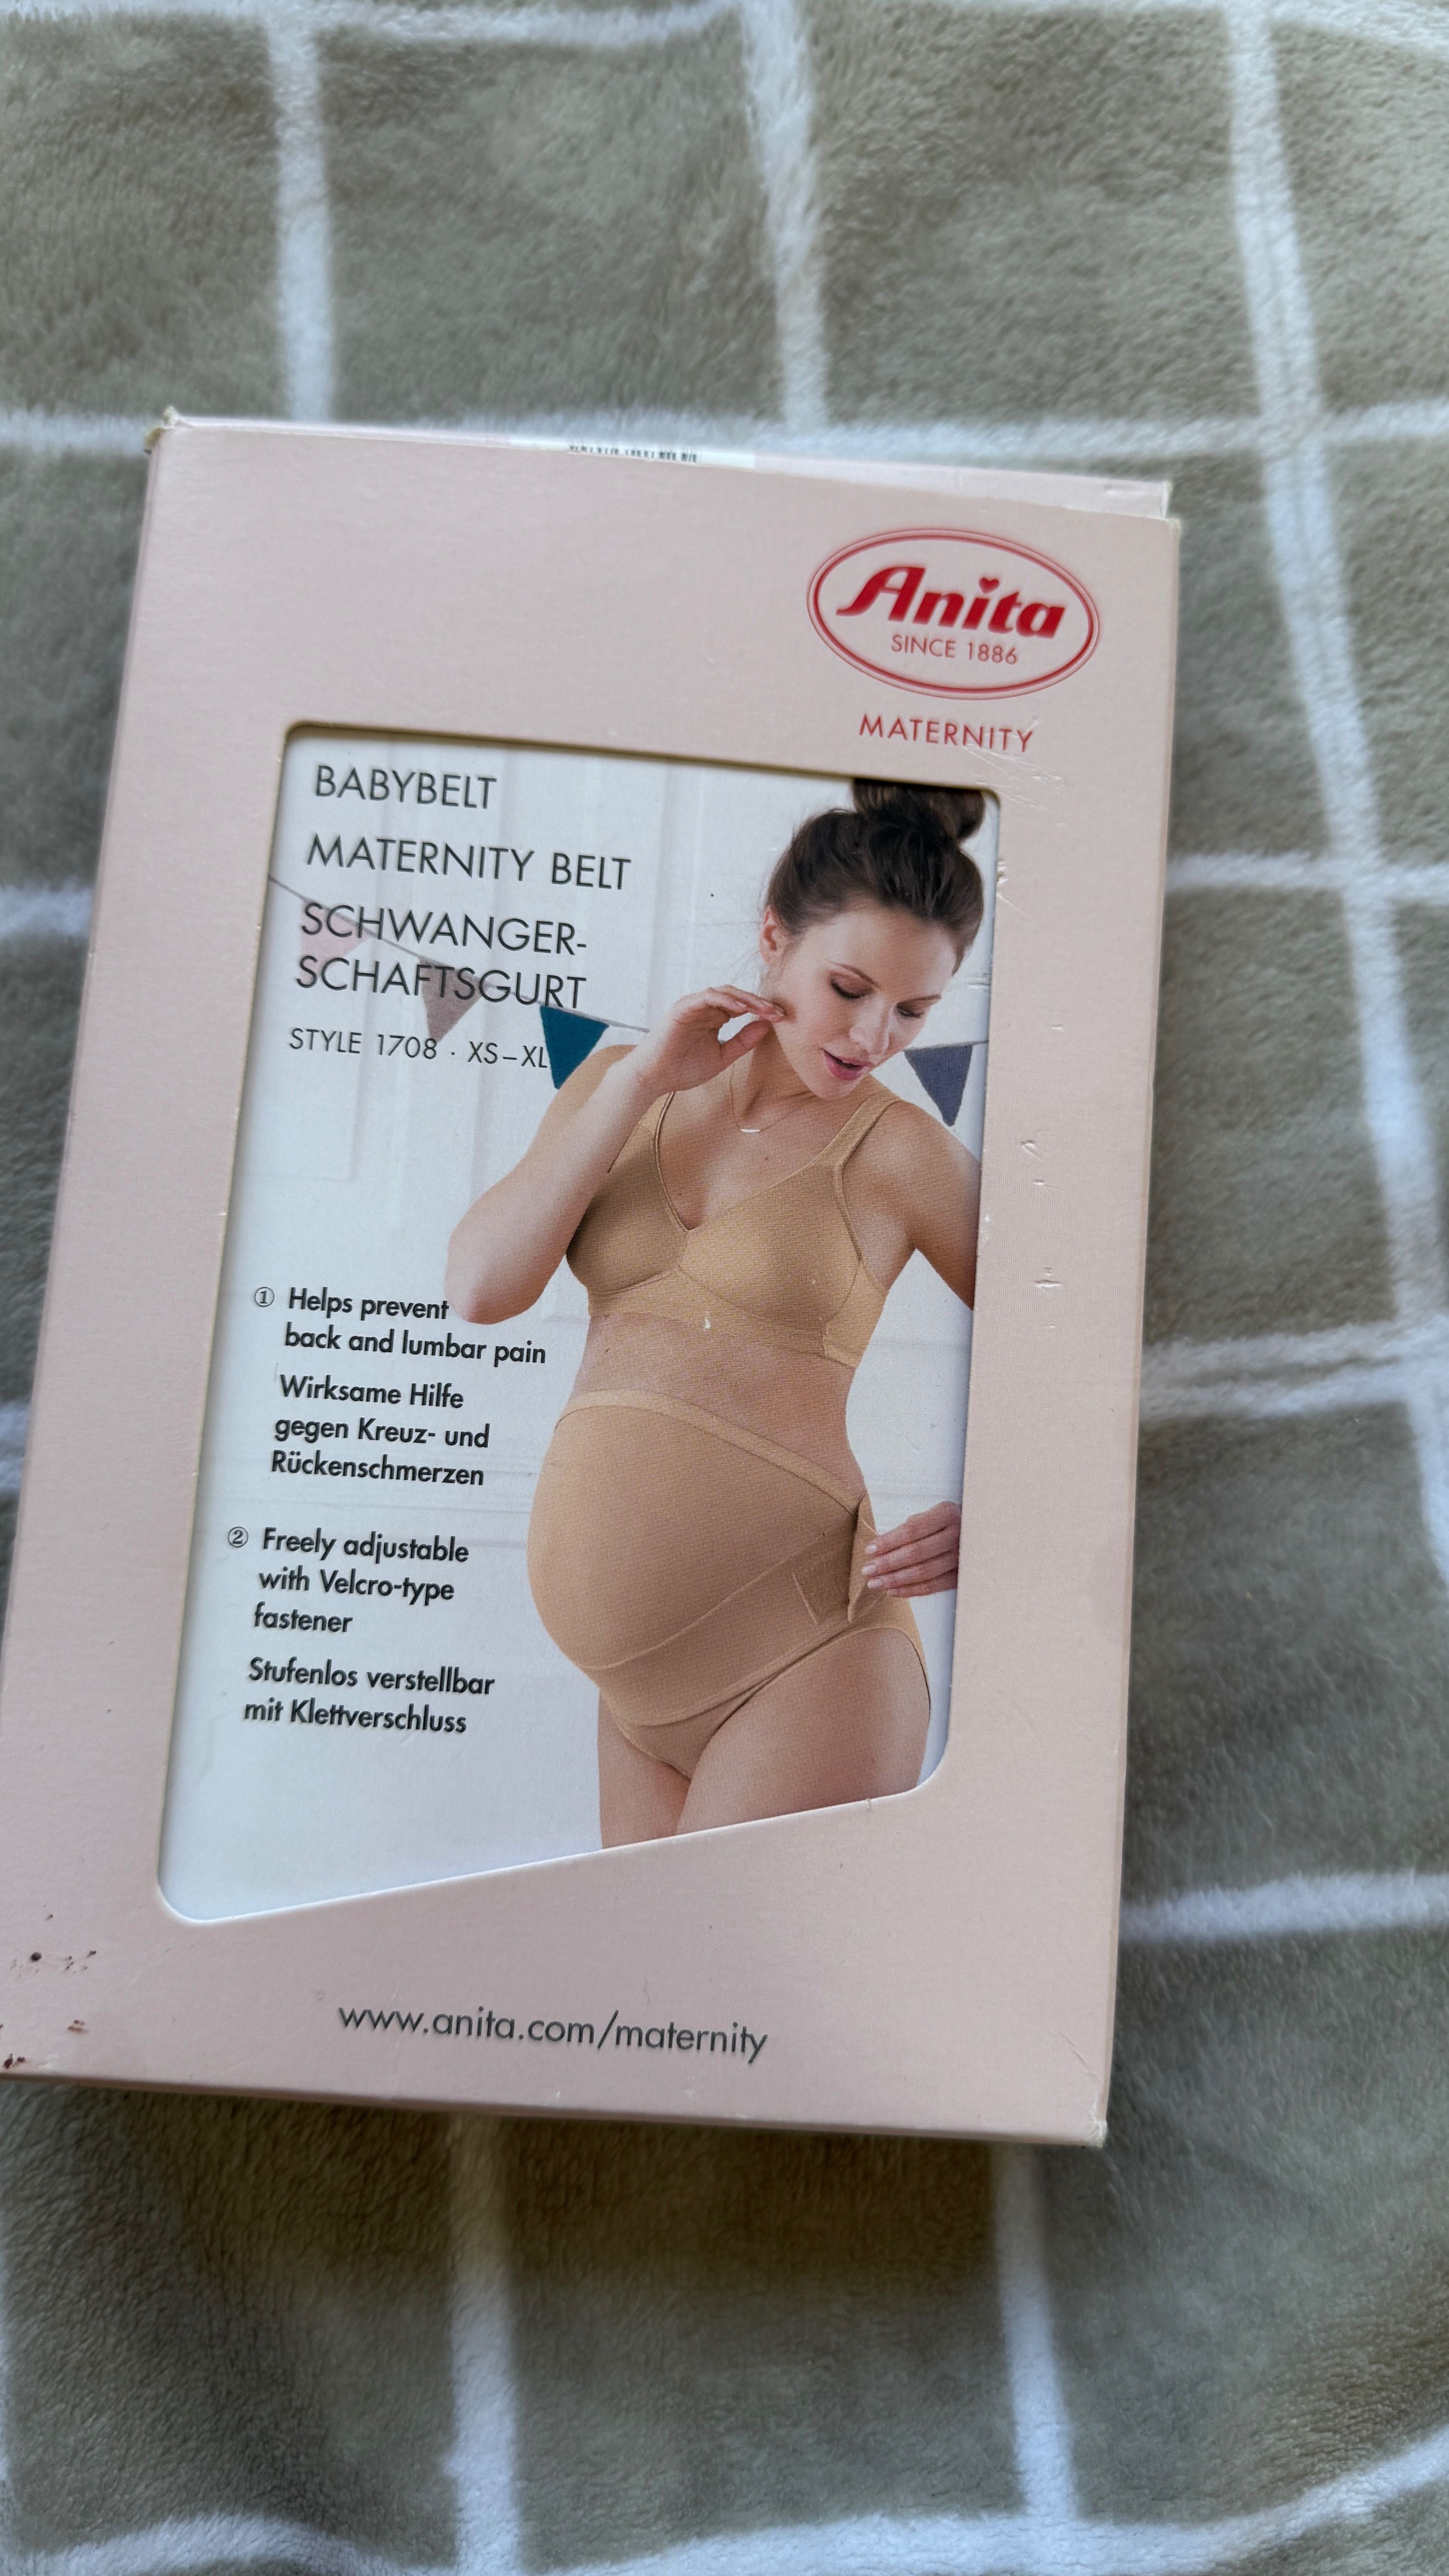 Anita
SINCE 1886
MATERNITY
BABYBELT
MATERNITY BELT
SCHWANGER-
SCHAFTSGURT
STYLE 1708 · XS–XL
① Helps prevent
back and lumbar pain
Wirksame Hilfe
gegen Kreuz- und
Rückenschmerzen
② Freely adjustable
with Velcro-type
fastener
Stufenlos verstellbar
mit Klettverschluss
www.anita.com/maternity